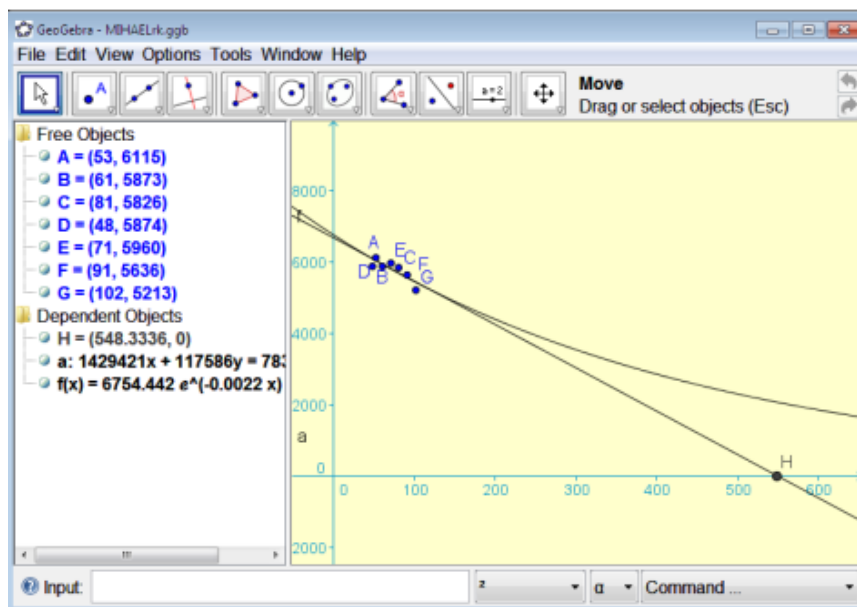 GeoGebra - MIHAELrk.ggb
File Edit View Options Tools Window Help
A
a=2
Move
Drag or select objects (Esc)
Free Objects
A = (53, 6115)
B = (61, 5873)
C = (81, 5826)
D = (48, 5874)
E = (71, 5960)
F = (91, 5636)
G = (102, 5213)
Dependent Objects
H = (548.3336, 0)
a: 1429421x + 117586y = 783
f(x) = 6754.442 e^(-0.0022 x)
8000
f
A E
C F
6000
D B G
4000
2000
a
H
0
0 100 200 300 400 500 600
2000
Input:
² α Command ...